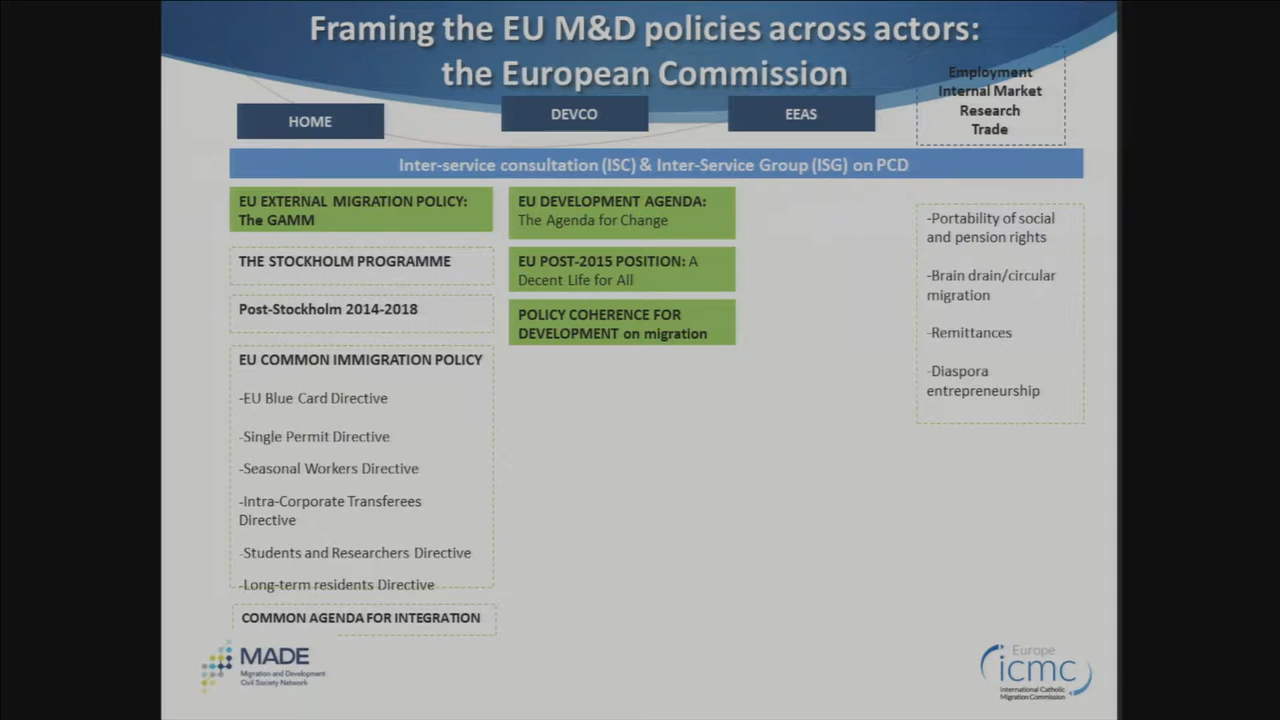 Framing the EU M&D policies across actors:
the European Commission
HOME
DEVCO
EEAS
Employment
Internal Market
Research
Trade
Inter-service consultation (ISC) & Inter-Service Group (ISG) on PCD
EU EXTERNAL MIGRATION POLICY:
The GAMM
THE STOCKHOLM PROGRAMME
Post-Stockholm 2014-2018
EU COMMON IMMIGRATION POLICY
-EU Blue Card Directive
-Single Permit Directive
-Seasonal Workers Directive
-Intra-Corporate Transferees
Directive
-Students and Researchers Directive
-Long-term residents Directive
COMMON AGENDA FOR INTEGRATION
EU DEVELOPMENT AGENDA:
The Agenda for Change
EU POST-2015 POSITION: A
Decent Life for All
POLICY COHERENCE FOR
DEVELOPMENT on migration
-Portability of social
and pension rights
-Brain drain/circular
migration
-Remittances
-Diaspora
entrepreneurship
MADE
Migration and Development
Civil Society Network
Europe
icmc
International Catholic
Migration Commission